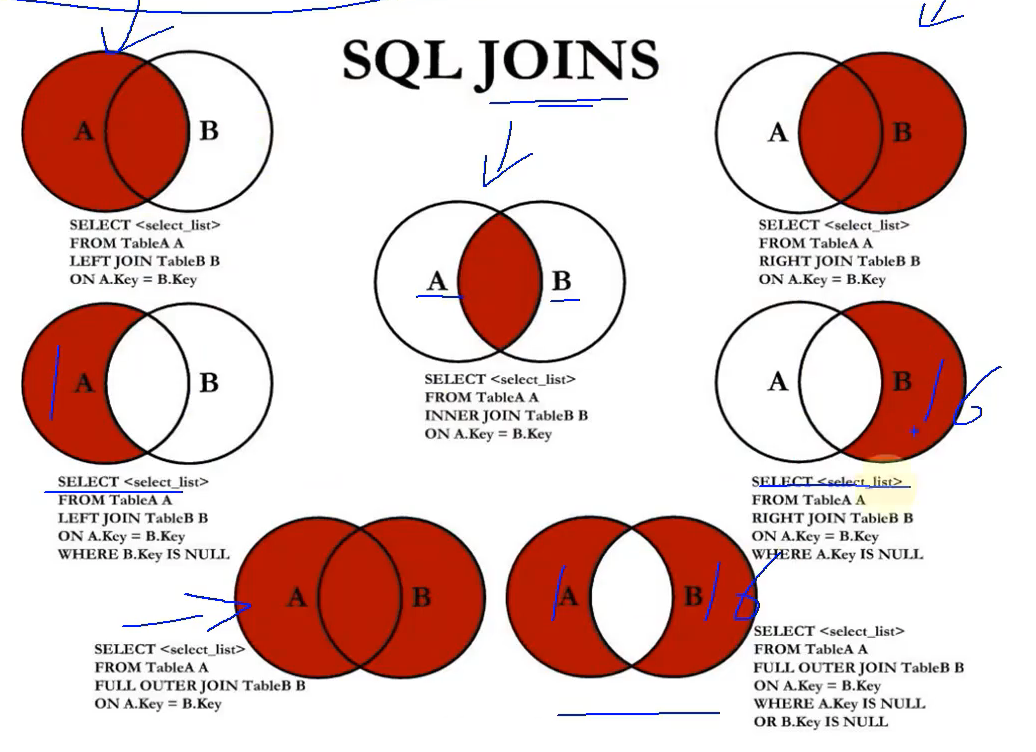 SQL JOINS
A
B
SELECT <select_list>
FROM TableA A
LEFT JOIN TableB B
ON A.Key = B.Key
A
B
SELECT <select_list>
FROM TableA A
RIGHT JOIN TableB B
ON A.Key = B.Key
A
B
SELECT <select_list>
FROM TableA A
INNER JOIN TableB B
ON A.Key = B.Key
1
A
B
SELECT <select_list>
FROM TableA A
LEFT JOIN TableB B
ON A.Key = B.Key
WHERE B.Key IS NULL
A
B
16
SELECT <select_list>
FROM TableA A
RIGHT JOIN TableB B
ON A.Key = B.Key
WHERE A.Key IS NULL
A
B
SELECT <select_list>
FROM TableA A
FULL OUTER JOIN TableB B
ON A.Key = B.Key
1
A
B
16
SELECT <select_list>
FROM TableA A
FULL OUTER JOIN TableB B
ON A.Key = B.Key
WHERE A.Key IS NULL
OR B.Key IS NULL